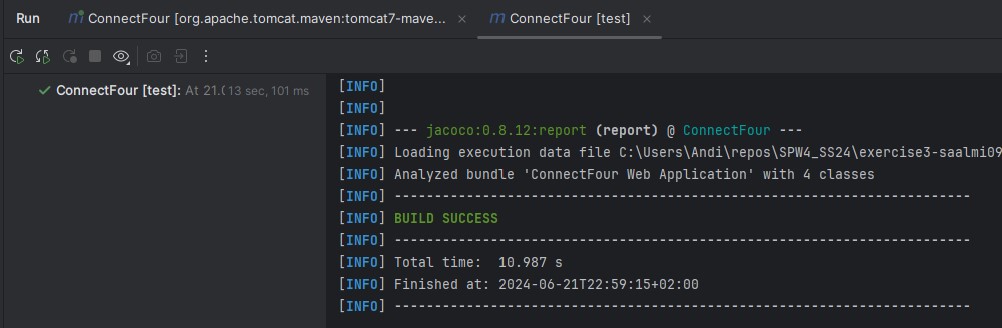 Run
ConnectFour [org.apache.tomcat.maven:tomcat7-mave...
ConnectFour [test]
ConnectFour [test]: At 21.( 13 sec, 101 ms
[INFO]
[INFO]
[INFO] --- jacoco:0.8.12:report (report) @ ConnectFour ---
[INFO] Loading execution data file C:\Users\Andi\repos\SPW4_SS24\exercise3-saalmi09
[INFO] Analyzed bundle 'ConnectFour Web Application' with 4 classes
[INFO] ------------------------------------------------------------------------
[INFO] BUILD SUCCESS
[INFO] ------------------------------------------------------------------------
[INFO] Total time:  10.987 s
[INFO] Finished at: 2024-06-21T22:59:15+02:00
[INFO] ------------------------------------------------------------------------